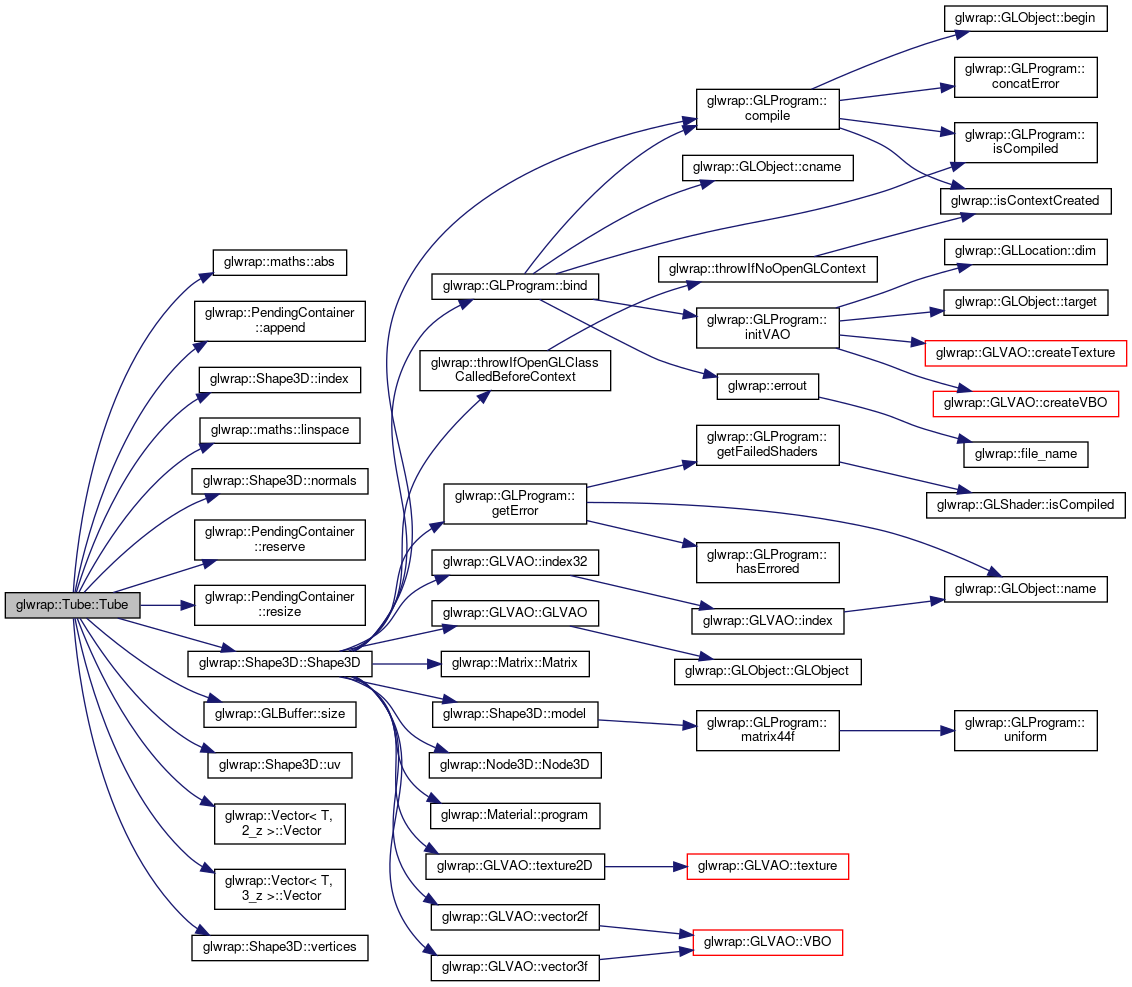 glwrap::GLObject::begin
glwrap::GLProgram::
concatError
glwrap::GLProgram::
compile
glwrap::GLProgram::
isCompiled
glwrap::GLObject::cname
glwrap::isContextCreated
glwrap::maths::abs
glwrap::throwIfNoOpenGLContext
glwrap::GLLocation::dim
glwrap::GLProgram::bind
glwrap::GLObject::target
glwrap::PendingContainer
::append
glwrap::GLProgram::
initVAO
glwrap::GLVAO::createTexture
glwrap::throwIfOpenGLClass
CalledBeforeContext
glwrap::Shape3D::index
glwrap::errout
glwrap::GLVAO::createVBO
glwrap::maths::linspace
glwrap::GLProgram::
getFailedShaders
glwrap::file_name
glwrap::Shape3D::normals
glwrap::GLProgram::
getError
glwrap::GLShader::isCompiled
glwrap::PendingContainer
::reserve
glwrap::GLVAO::index32
glwrap::GLProgram::
hasErrored
glwrap::GLObject::name
glwrap::Tube::Tube
glwrap::PendingContainer
::resize
glwrap::GLVAO::GLVAO
glwrap::GLVAO::index
glwrap::Shape3D::Shape3D
glwrap::Matrix::Matrix
glwrap::GLObject::GLObject
glwrap::GLBuffer::size
glwrap::Shape3D::model
glwrap::GLProgram::
matrix44f
glwrap::GLProgram::
uniform
glwrap::Shape3D::uv
glwrap::Node3D::Node3D
glwrap::Vector< T,
2_z >::Vector
glwrap::Material::program
glwrap::GLVAO::texture2D
glwrap::GLVAO::texture
glwrap::Vector< T,
3_z >::Vector
glwrap::GLVAO::vector2f
glwrap::GLVAO::VBO
glwrap::Shape3D::vertices
glwrap::GLVAO::vector3f